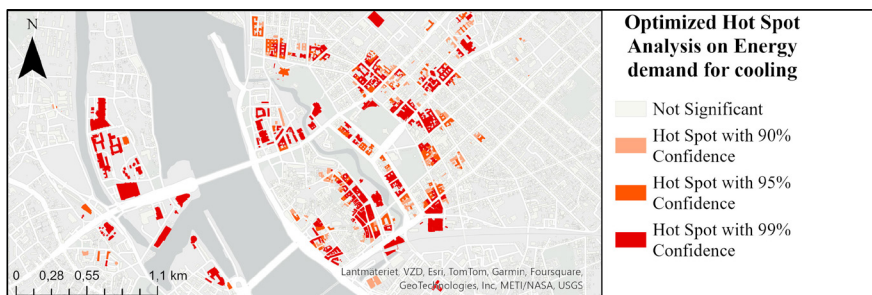 N
0 0,28 0,55 1,1 km
Lantmäteriet, VZD, Esri, TomTom, Garmin, Foursquare,
GeoTechnologies, Inc, METI/NASA, USGS
Optimized Hot Spot
Analysis on Energy
demand for cooling
Not Significant
Hot Spot with 90%
Confidence
Hot Spot with 95%
Confidence
Hot Spot with 99%
Confidence